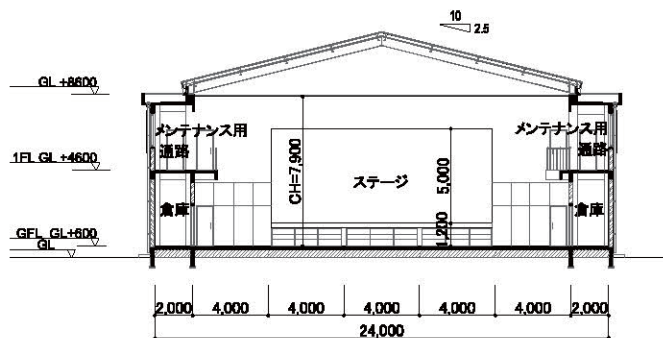 10
2.5
GL +8600
メンテナンス用
通路
メンテナンス用
通路
1FL GL +4600
CH=7,900
ステージ
5,000
倉庫
倉庫
1,200
GFL GL+600
GL
2,000 4,000 4,000 4,000 4,000 4,000 2,000
24,000